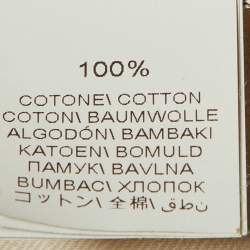 100%
COTONE\ COTTON
COTON\ BAUMWOLLE
ALGODÓN\ BAMBAKI
KATOEN\ BOMULD
ПАМУК\ BAVLNA
BUMBAC\ ХЛОПОК
コットン\ 全棉\ نطق